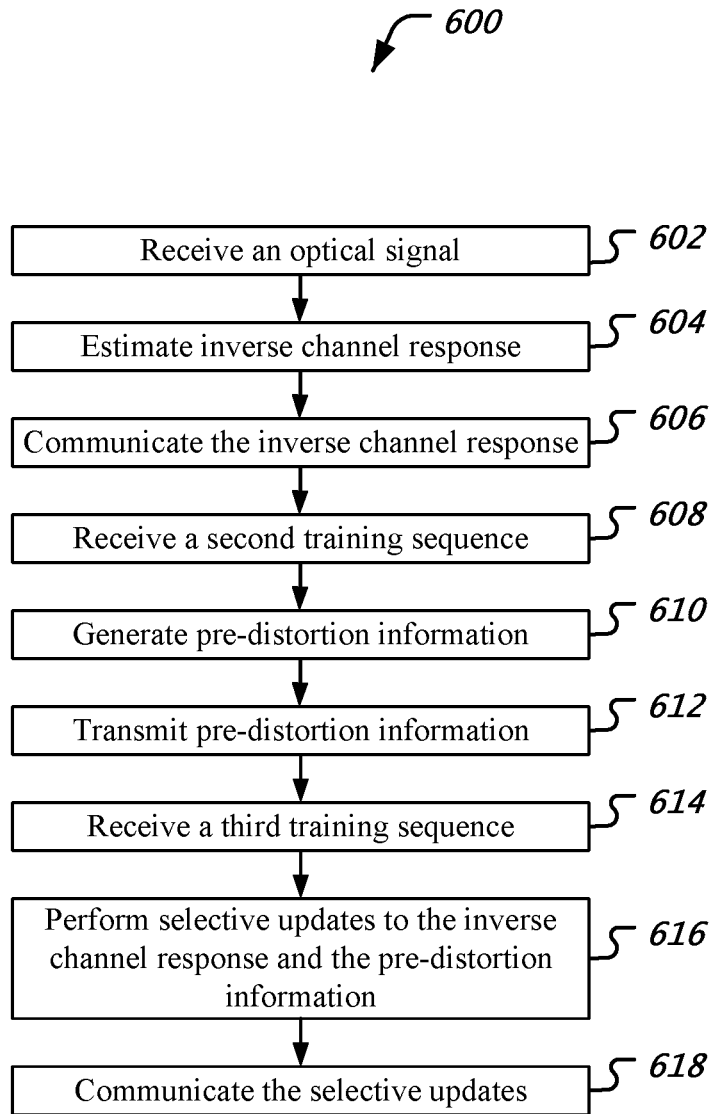 600
Receive an optical signal
602
Estimate inverse channel response
604
Communicate the inverse channel response
606
Receive a second training sequence
608
Generate pre-distortion information
610
Transmit pre-distortion information
612
Receive a third training sequence
614
Perform selective updates to the inverse
channel response and the pre-distortion
information
616
Communicate the selective updates
618